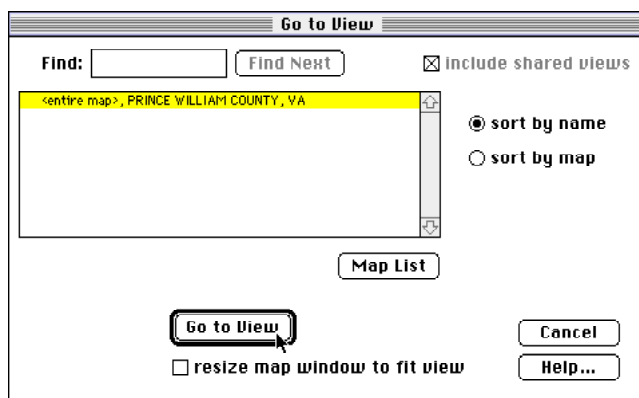 Go to View
Find: Find Next include shared views
<entire map>, PRINCE WILLIAM COUNTY, VA
sort by name
sort by map
Map List
Go to View
Cancel
resize map window to fit view
Help...